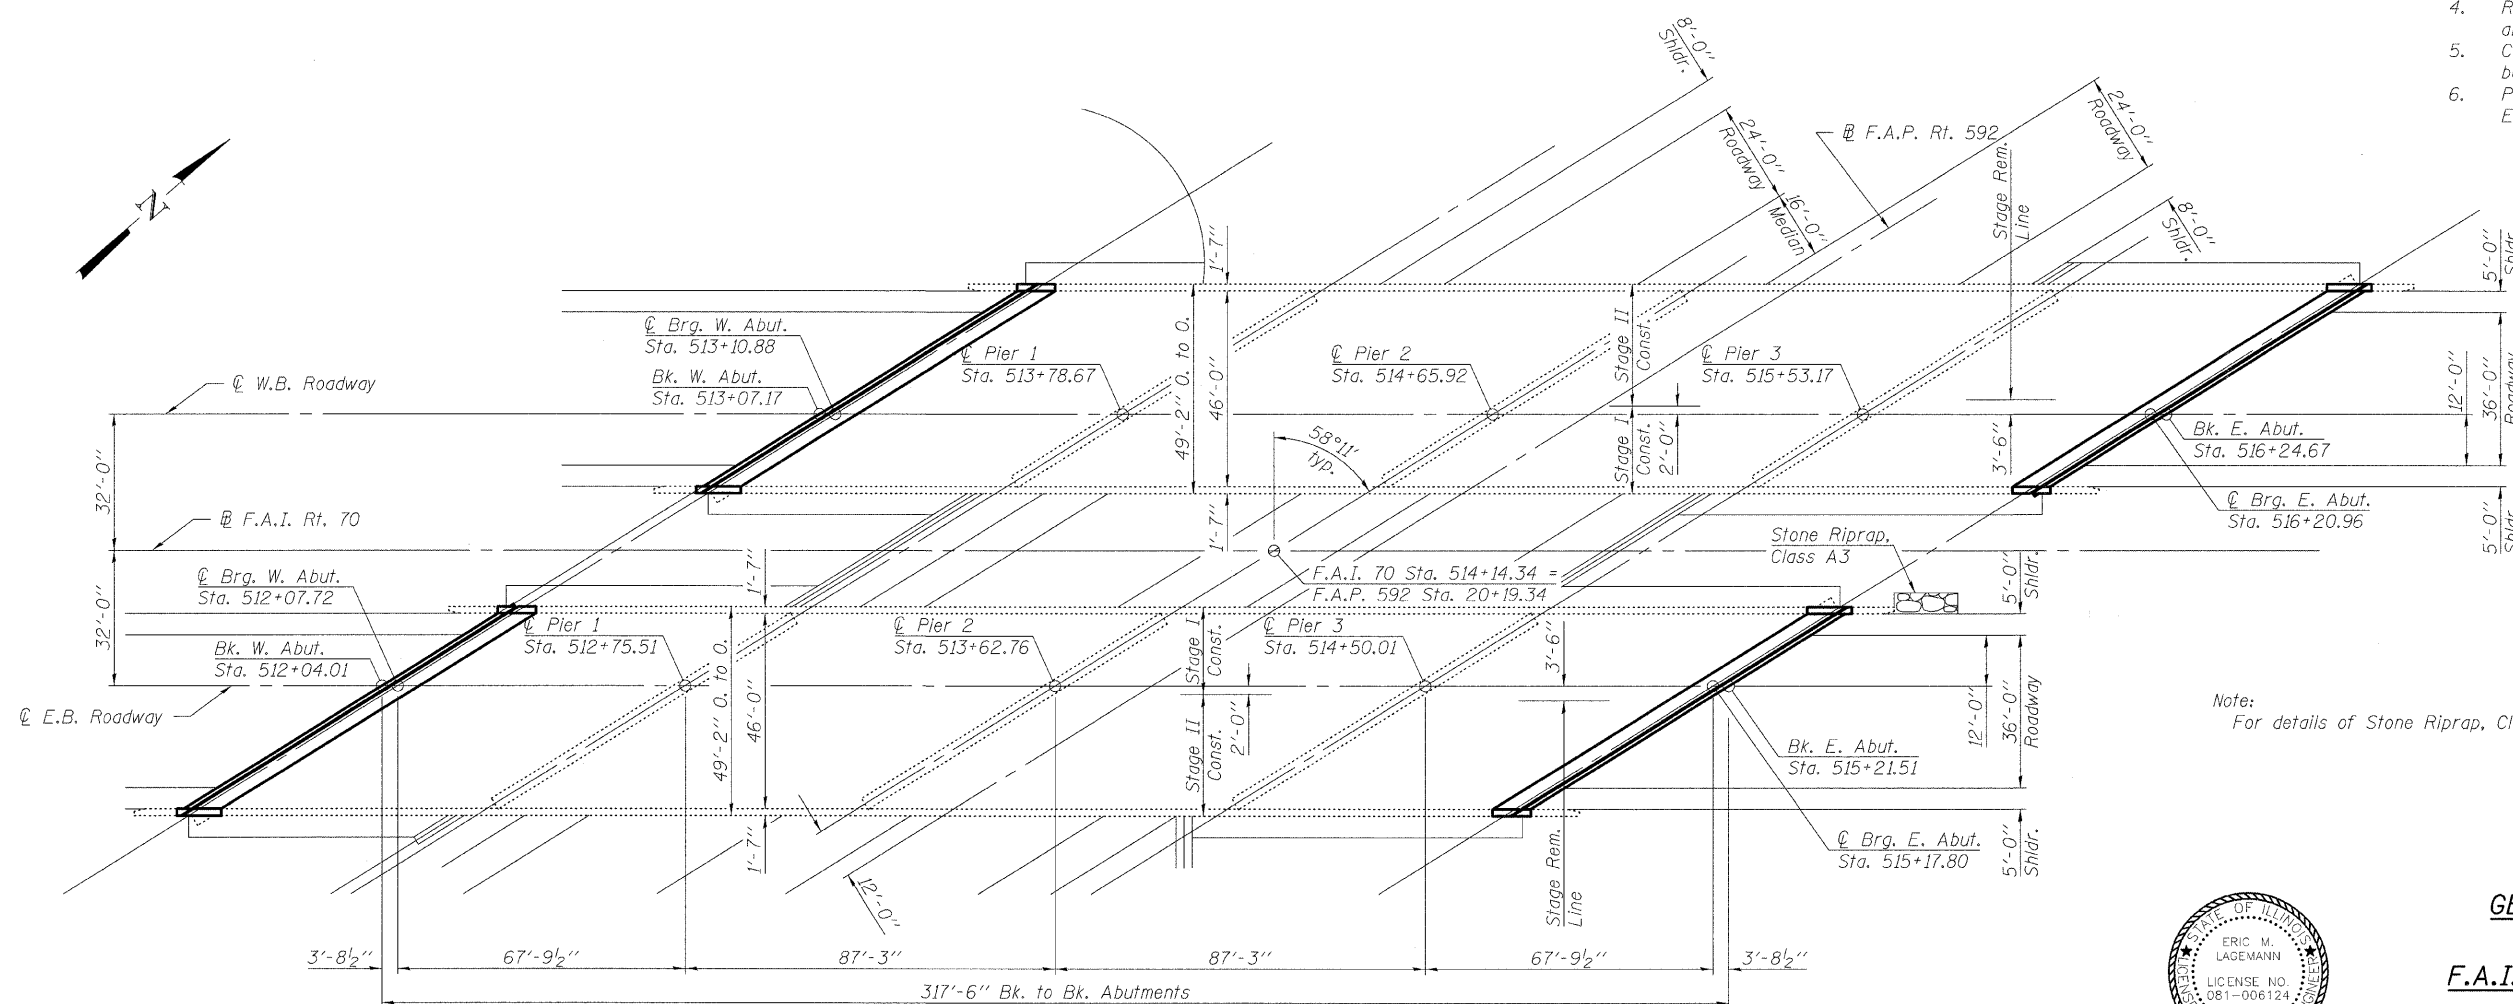 4.
5.
6.
8'-0"
Shldr.
24'-0"
Roadway
16'-0"
Median
℄ F.A.P. Rt. 592
24'-0"
Roadway
8'-0"
Shldr.
Stage Rem.
Line
N
1'-7"
5'-0"
Shldr.
℄ Brg. W. Abut.
Sta. 513+10.88
Bk. W. Abut.
Sta. 513+07.17
℄ Pier 1
Sta. 513+78.67
49'-2" O. to O.
46'-0"
℄ Pier 2
Sta. 514+65.92
Stage II
Const.
℄ Pier 3
Sta. 515+53.17
12'-0"
36'-0"
Roadway
℄ W.B. Roadway
58°11'
typ.
Stage I
Const.
2'-0"
3'-6"
Bk. E. Abut.
Sta. 516+24.67
℄ Brg. E. Abut.
Sta. 516+20.96
5'-0"
Shldr.
32'-0"
℄ F.A.I. Rt. 70
1'-7"
Stone Riprap,
Class A3
F.A.I. 70 Sta. 514+14.34 =
F.A.P. 592 Sta. 20+19.34
32'-0"
℄ Brg. W. Abut.
Sta. 512+07.72
Bk. W. Abut.
Sta. 512+04.01
℄ Pier 1
Sta. 512+75.51
1'-7"
49'-2" O. to O.
46'-0"
℄ Pier 2
Sta. 513+62.76
Stage I
Const.
℄ Pier 3
Sta. 514+50.01
3'-6"
5'-0"
Shldr.
℄ E.B. Roadway
Stage II
Const.
2'-0"
12'-0"
36'-0"
Roadway
Bk. E. Abut.
Sta. 515+21.51
℄ Brg. E. Abut.
Sta. 515+17.80
Note:
For details of Stone Riprap,
1'-7"
12'-0"
Stage Rem.
Line
5'-0"
Shldr.
3'-8½"
67'-9½"
87'-3"
87'-3"
67'-9½"
3'-8½"
317'-6" Bk. to Bk. Abutments
STATE OF ILLINOIS
ERIC M.
LAGEMANN
LICENSE NO.
081-006124
F.A.I.